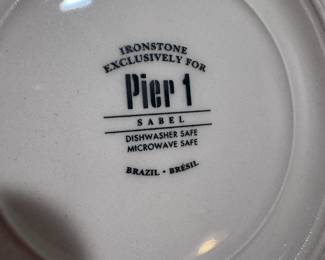 IRONSTONE
EXCLUSIVELY FOR
Pier 1
SABEL
DISHWASHER SAFE
MICROWAVE SAFE
BRAZIL • BRÉSIL